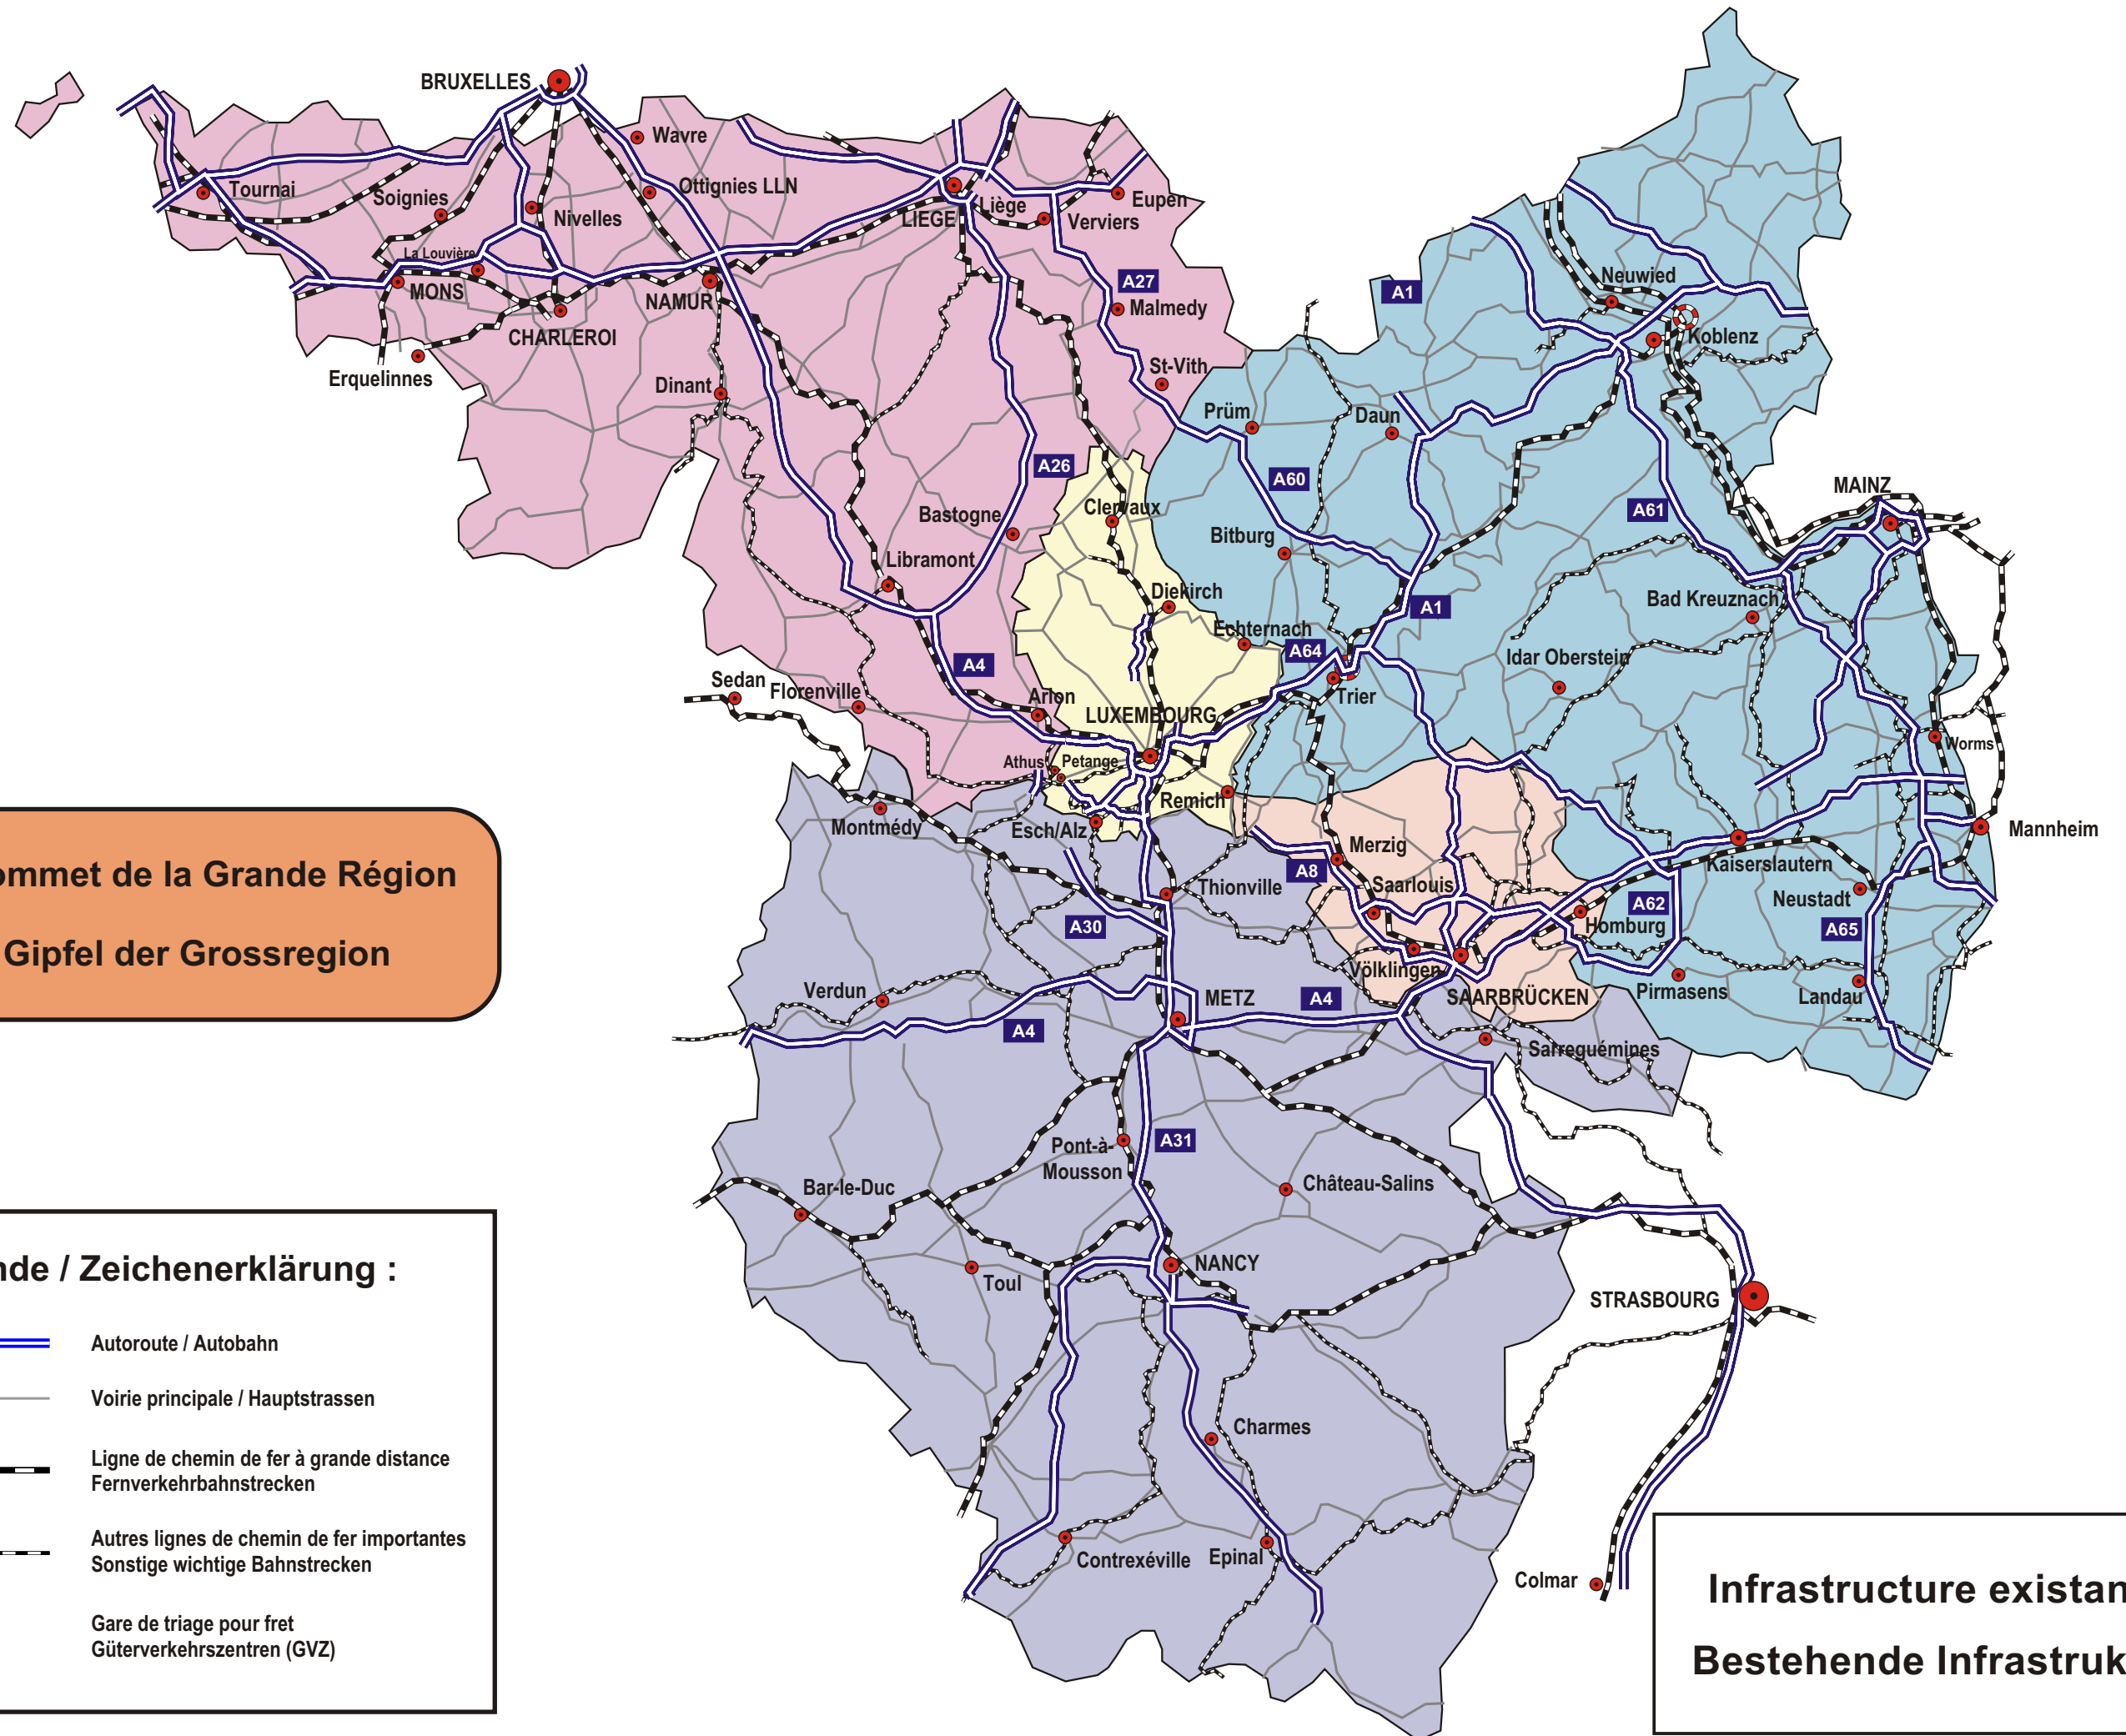 BRUXELLES
Wavre
Ottignies LLN
Tournai
Soignies
Nivelles
La Louvière
MONS
CHARLEROI
NAMUR
Erquelinnes
Dinant
LIEGE
Liège
Verviers
Eupen
A27
Malmedy
St-Vith
A1
Neuwied
Koblenz
Prüm
Daun
A26
A60
Bastogne
Clervaux
Bitburg
A61
MAINZ
Libramont
Diekirch
Echternach
A1
Bad Kreuznach
A64
Idar Oberstein
A4
Sedan
Florenville
Arlon
Trier
LUXEMBOURG
Athus
Petange
Worms
Remich
Montmédy
Esch/Alz
Merzig
Mannheim
Kaiserslautern
A8
Saarlouis
Thionville
Neustadt
A62
Homburg
A30
A65
Völklingen
Verdun
METZ
A4
SAARBRÜCKEN
Pirmasens
Landau
A4
Sarreguémines
Pont-à-
Mousson
A31
Château-Salins
Bar-le-Duc
NANCY
Toul
STRASBOURG
Charmes
Contrexéville
Epinal
Colmar
ommet de la Grande Région
Gipfel der Grossregion
nde / Zeichenerklärung :
Autoroute / Autobahn
Voirie principale / Hauptstrassen
Ligne de chemin de fer à grande distance
Fernverkehrbahnstrecken
Autres lignes de chemin de fer importantes
Sonstige wichtige Bahnstrecken
Gare de triage pour fret
Güterverkehrszentren (GVZ)
Infrastructure existan
Bestehende Infrastruk